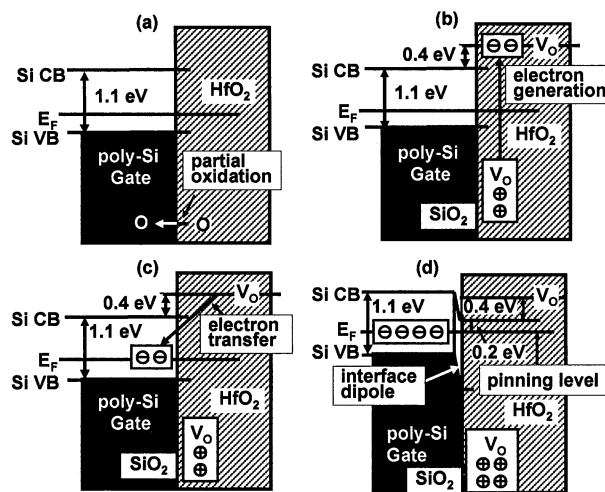 (a)
Si CB
1.1 eV
HfO2
EF
Si VB
poly-Si
Gate
partial
oxidation
O
O
(b)
0.4 eV
⊖⊖
VO
Si CB
electron
generation
1.1 eV
EF
Si VB
HfO2
poly-Si
Gate
VO
⊕
⊕
SiO2
(c)
0.4 eV
VO
Si CB
1.1 eV
electron
transfer
EF
⊖⊖
Si VB
HfO2
poly-Si
Gate
VO
⊕
⊕
SiO2
(d)
Si CB
1.1 eV
VO
0.4 eV
EF
⊖⊖⊖⊖
0.2 eV
Si VB
interface
dipole
pinning level
HfO2
poly-Si
Gate
VO
⊕⊕
⊕⊕
SiO2